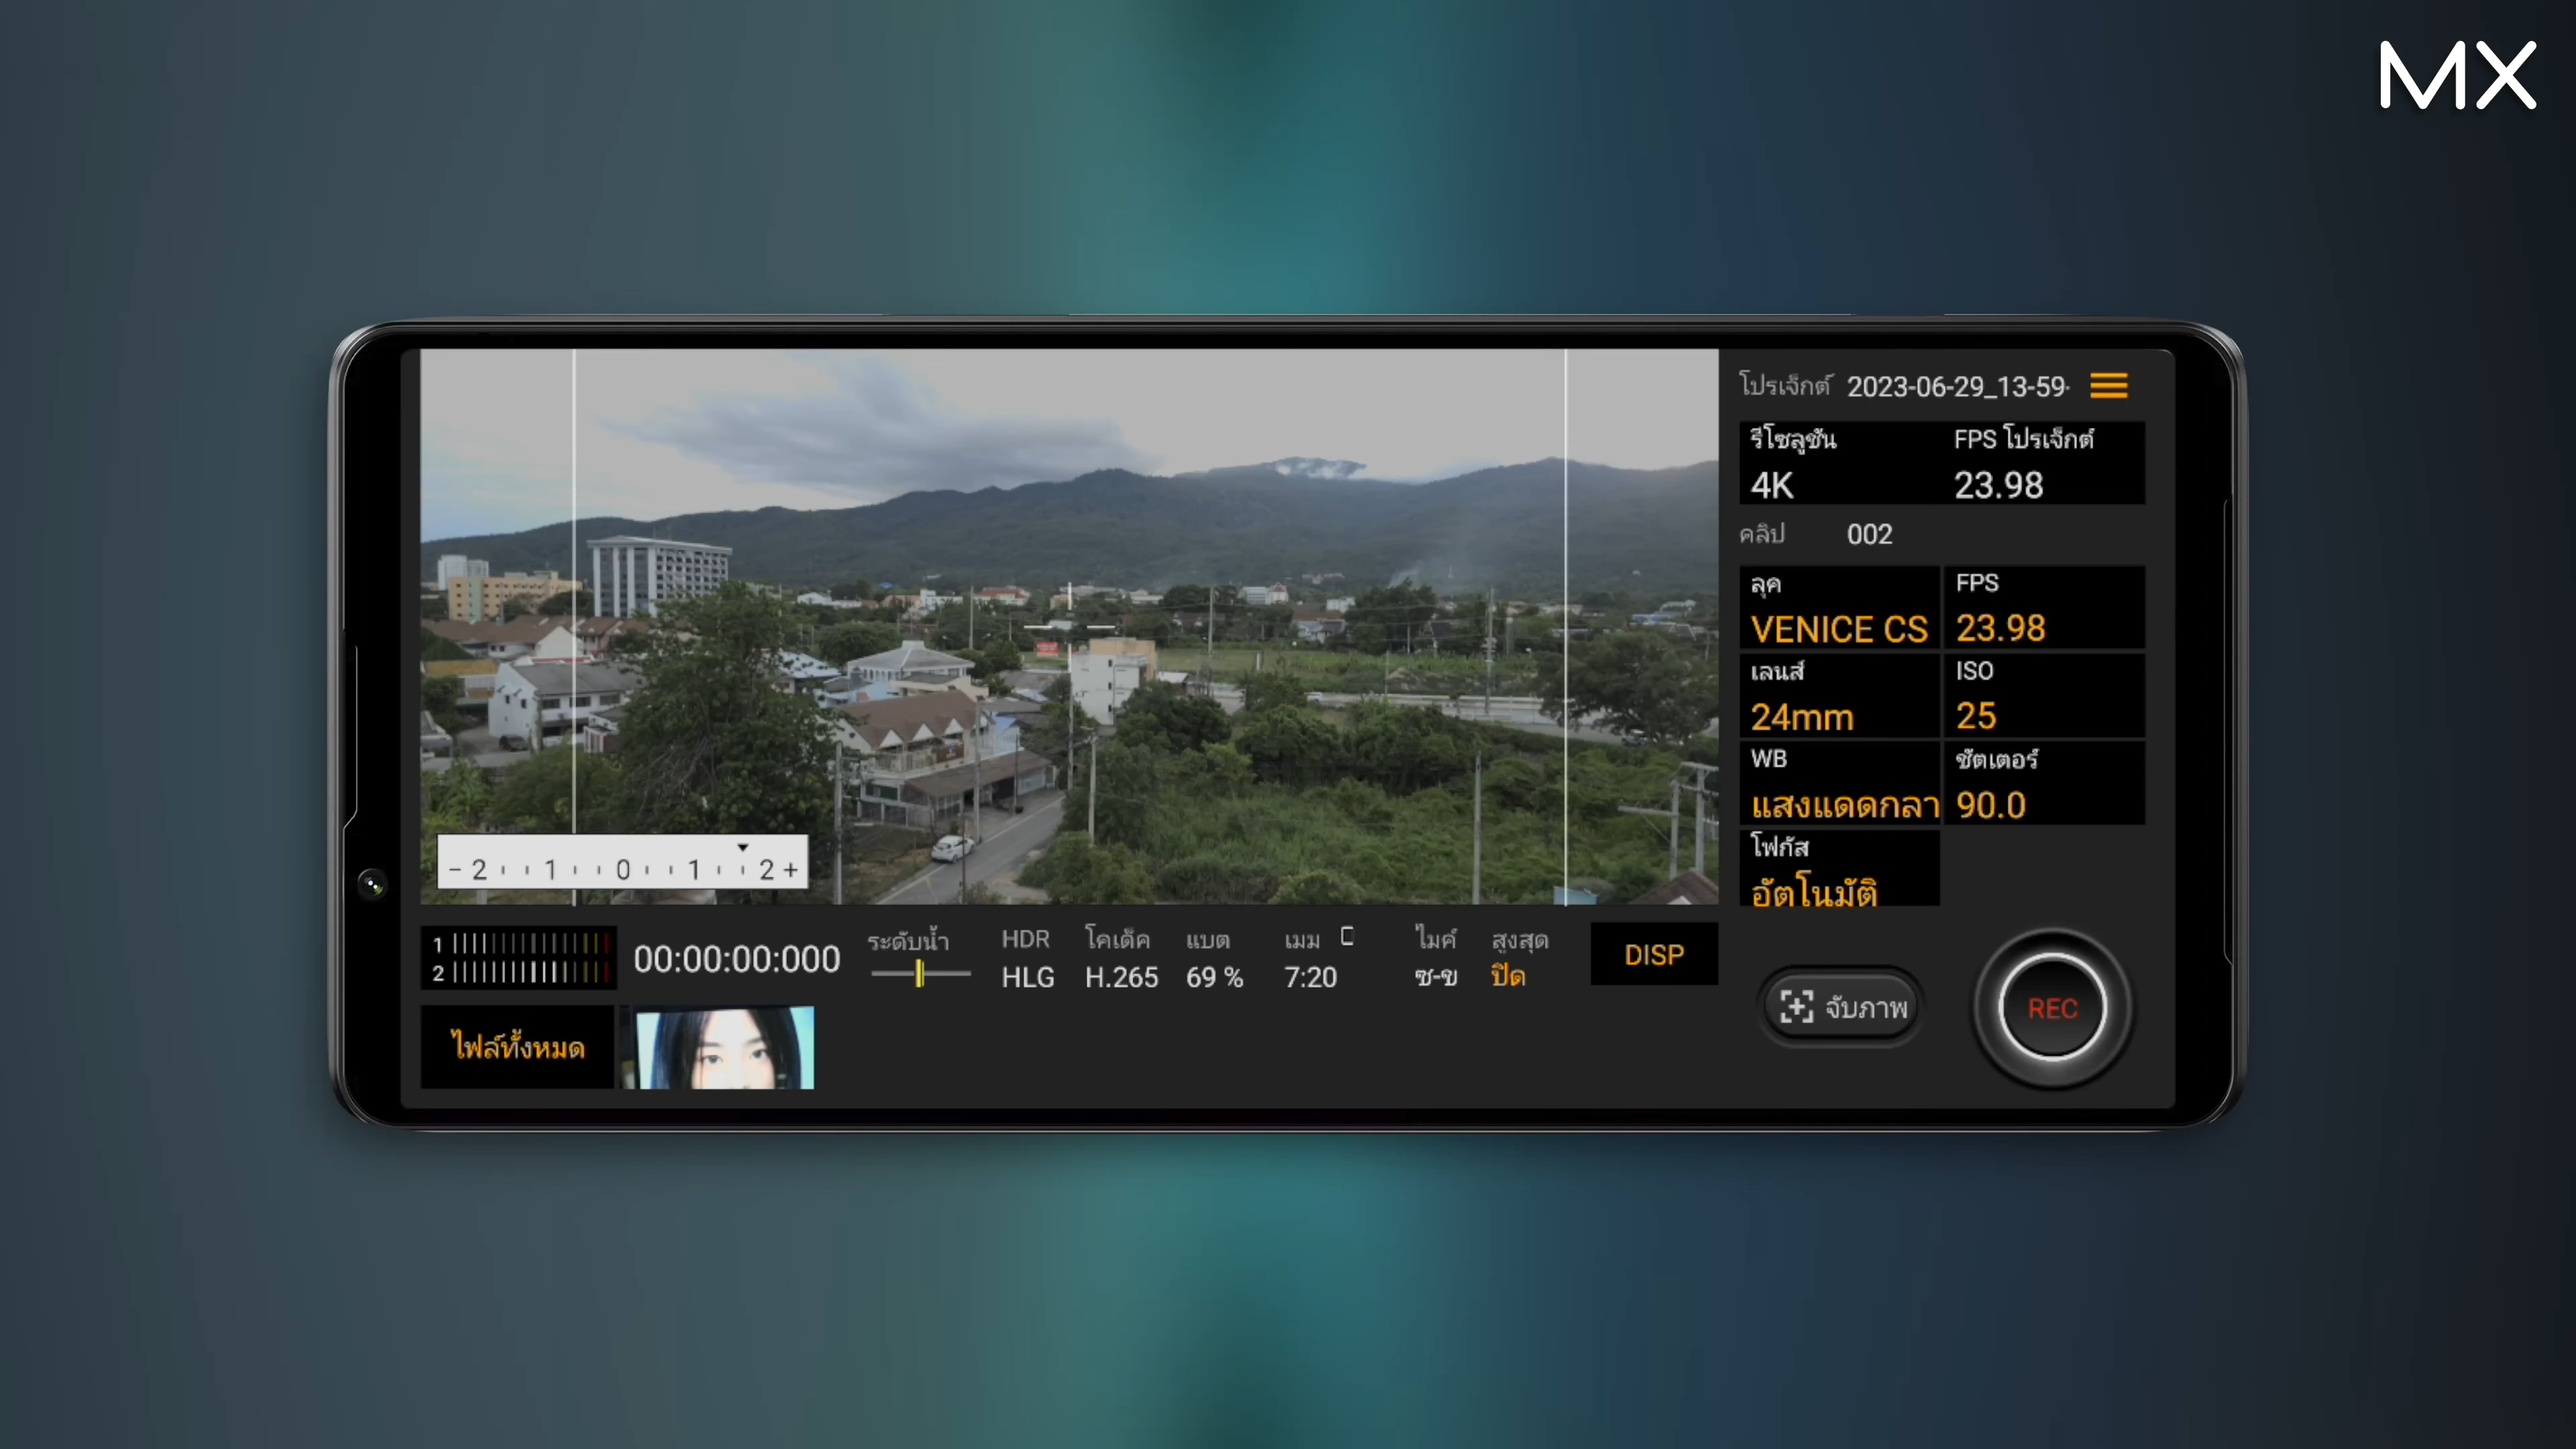 MX
โปรเจ็กต์ 2023-06-29_13-59-
รีโซลูชัน FPS โปรเจ็กต์
4K 23.98
คลิป 002
ลุค FPS
VENICE CS 23.98
เลนส์ ISO
24mm 25
WB ชัตเตอร์
แสงแดดกลา 90.0
โฟกัส
อัตโนมัติ
− 2 1 0 1 2 +
1
2
00:00:00:000
ระดับน้ำ HDR โคเด็ค แบต เมม ไมค์ สูงสุด
HLG H.265 69 % 7:20 ซ-ข ปิด
DISP
ไฟล์ทั้งหมด
จับภาพ
REC